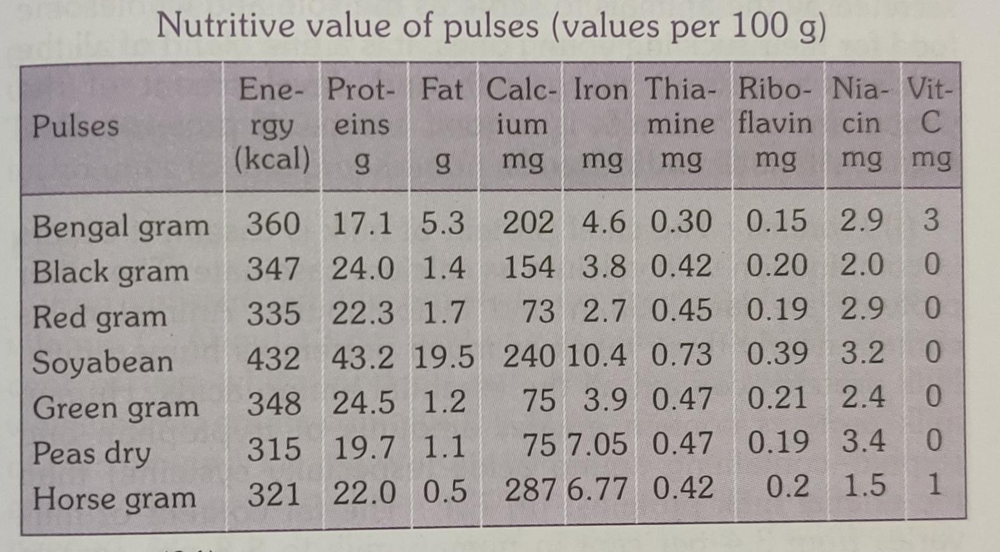 Nutritive value of pulses (values per 100 g)
Pulses Ene- Prot- Fat Calc- Iron Thia- Ribo- Nia- Vit-
rgy eins ium mine flavin cin C
(kcal) g g mg mg mg mg mg mg
Bengal gram 360 17.1 5.3 202 4.6 0.30 0.15 2.9 3
Black gram 347 24.0 1.4 154 3.8 0.42 0.20 2.0 0
Red gram 335 22.3 1.7 73 2.7 0.45 0.19 2.9 0
Soyabean 432 43.2 19.5 240 10.4 0.73 0.39 3.2 0
Green gram 348 24.5 1.2 75 3.9 0.47 0.21 2.4 0
Peas dry 315 19.7 1.1 75 7.05 0.47 0.19 3.4 0
Horse gram 321 22.0 0.5 287 6.77 0.42 0.2 1.5 1